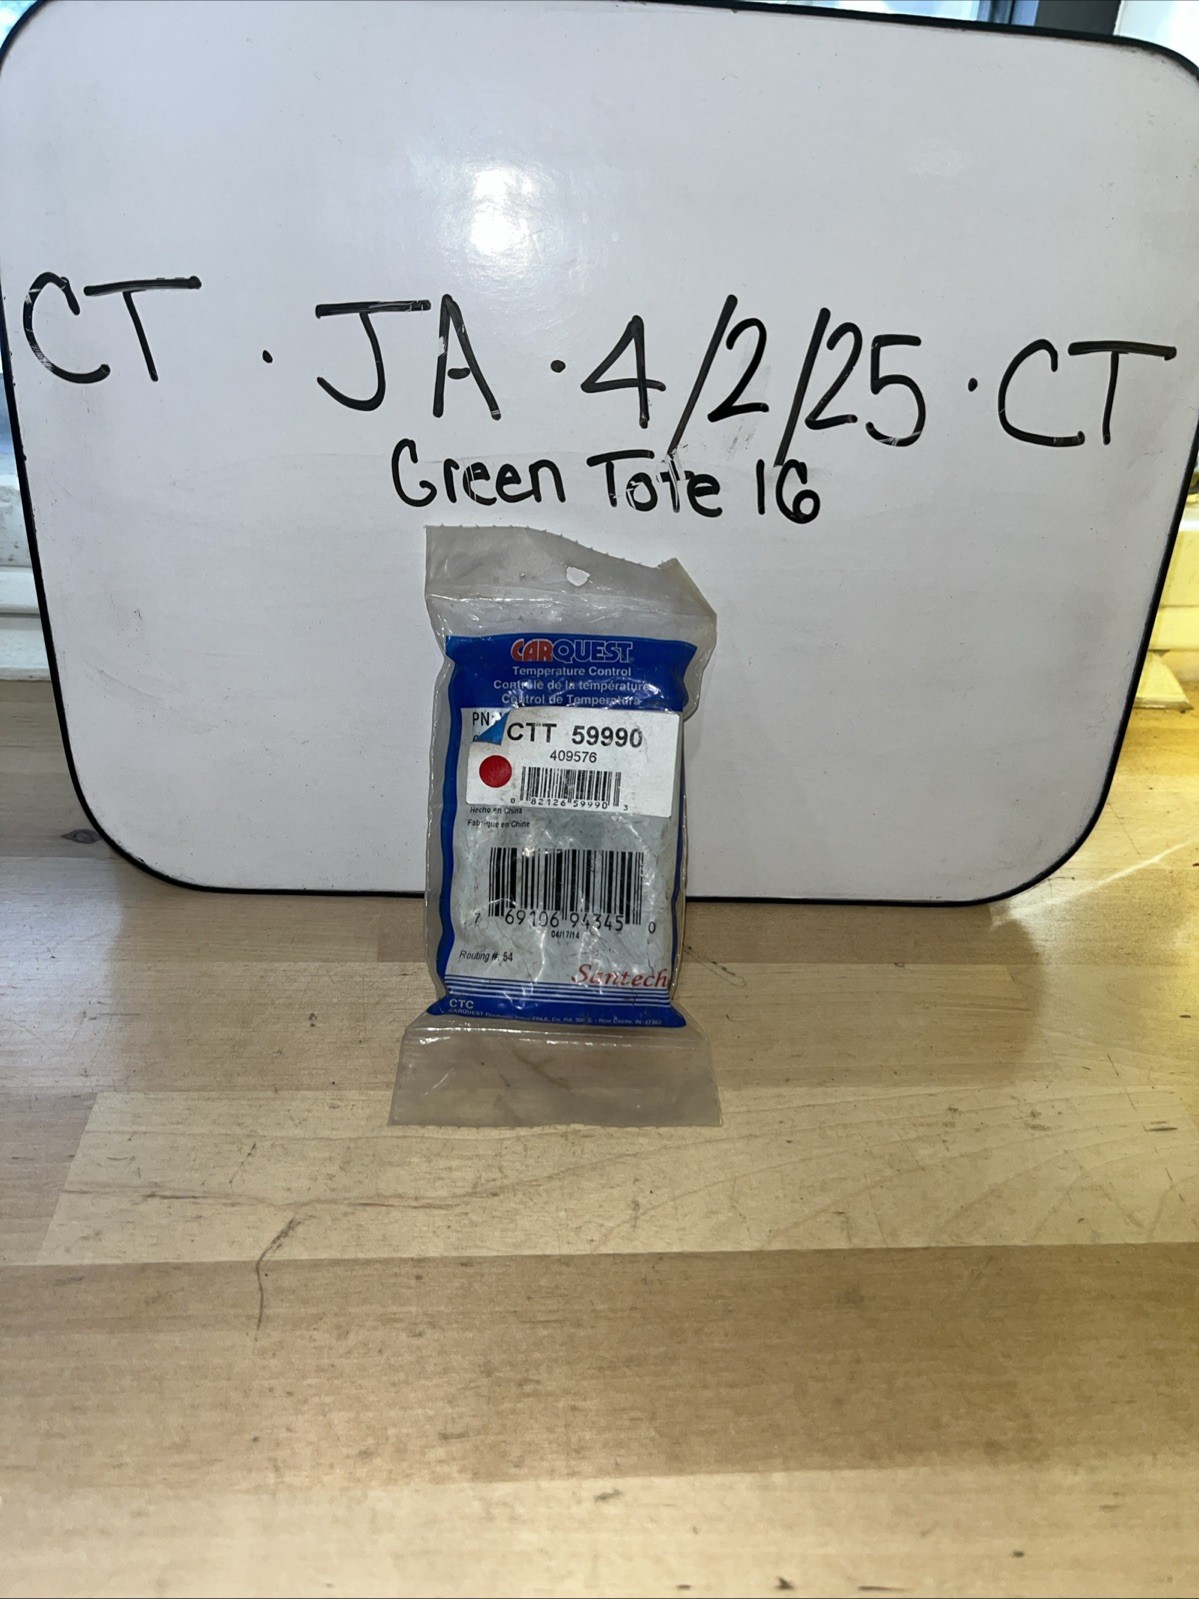 CT · JA · 4/2/25 · CT
Green Tote 16
CARQUEST
Temperature Control
Contrôle de la température
Control de Temperatura
PN:
CTT 59990
409576
0 82126 59990 3
Hecho en China
Fabriqué en Chine
7 69106 94345 0
04/17/14
Routing #: 54
Santech
CTC